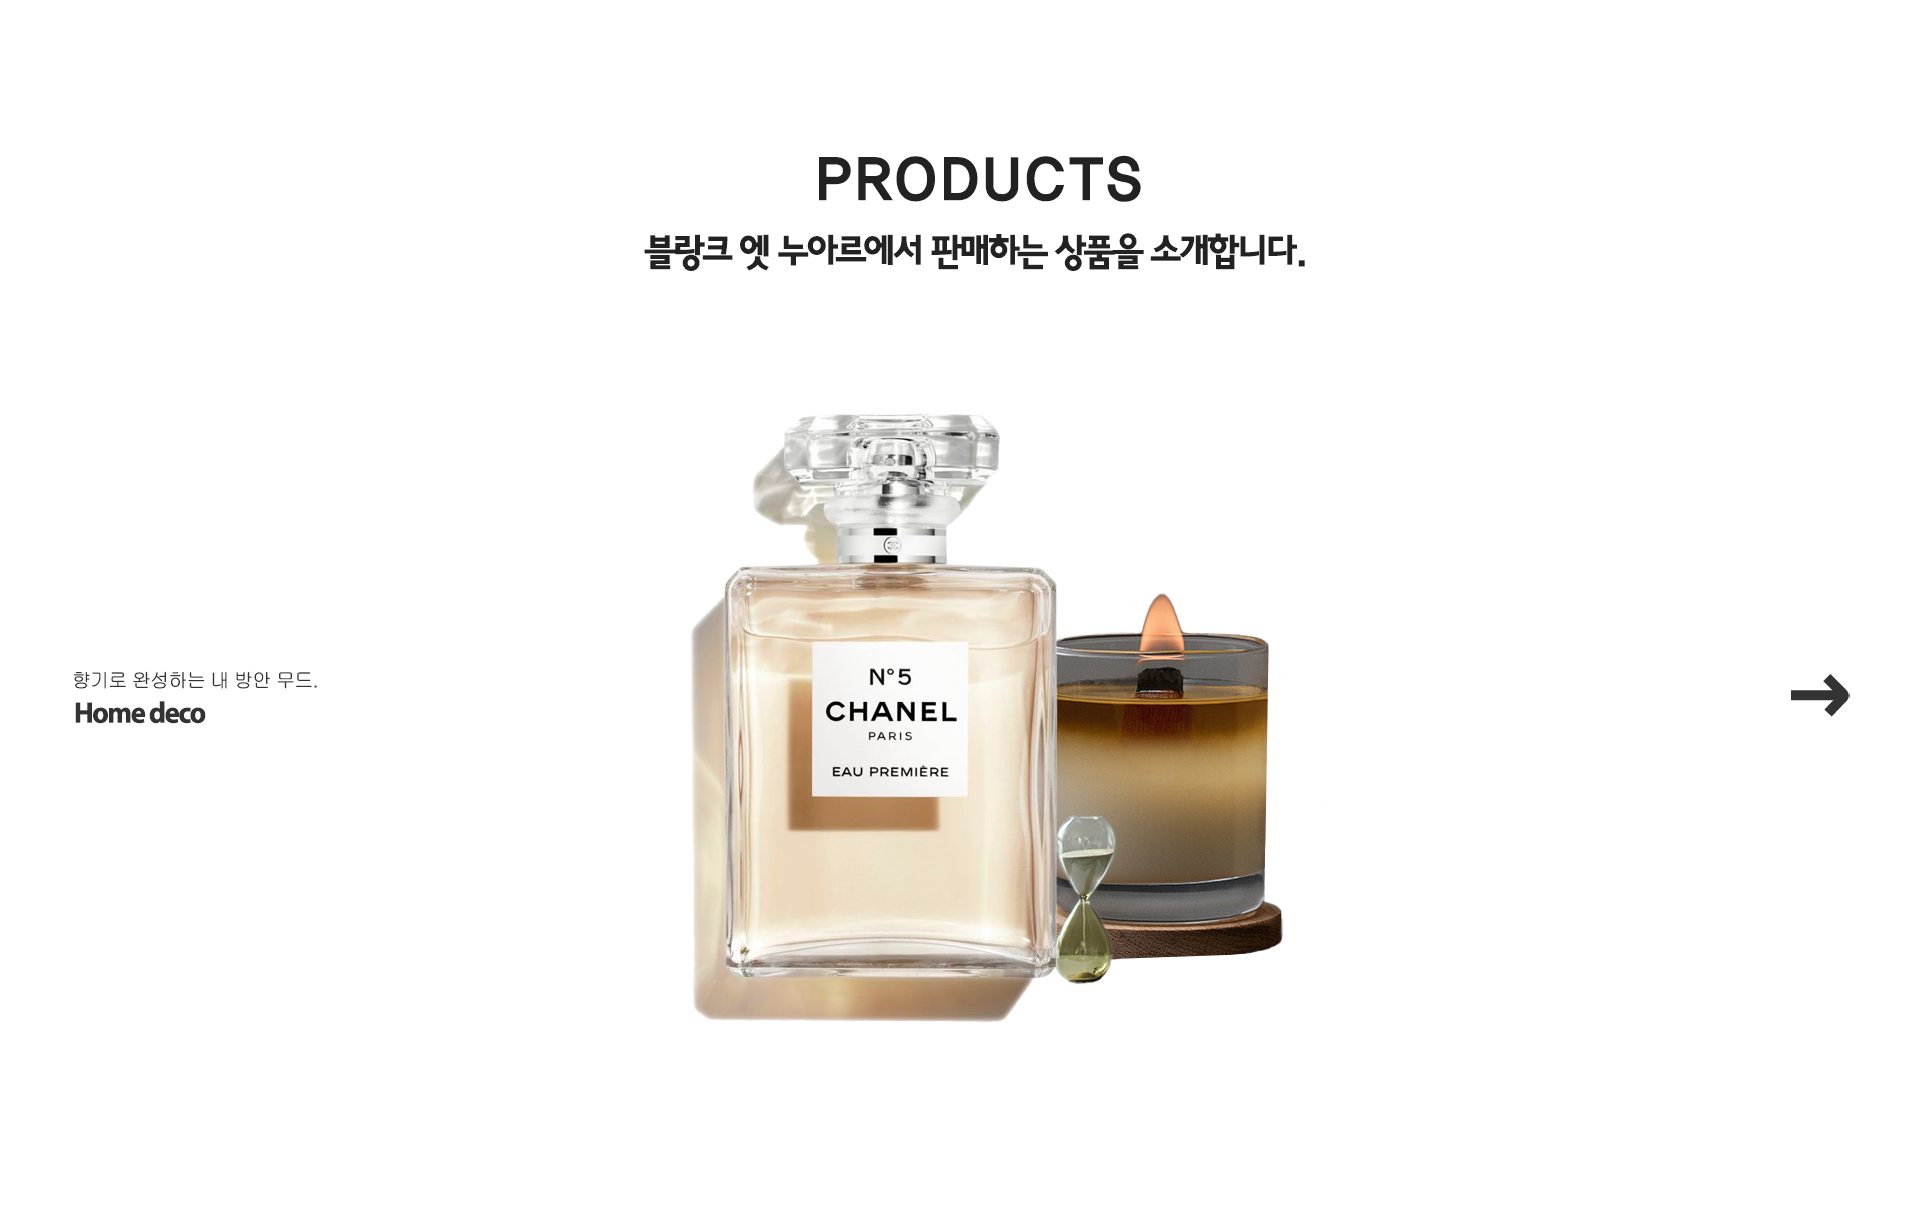 PRODUCTS
블랑크 엣 누아르에서 판매하는 상품을 소개합니다.
N°5
CHANEL
PARIS
EAU PREMIÈRE
향기로 완성하는 내 방안 무드.
Home deco